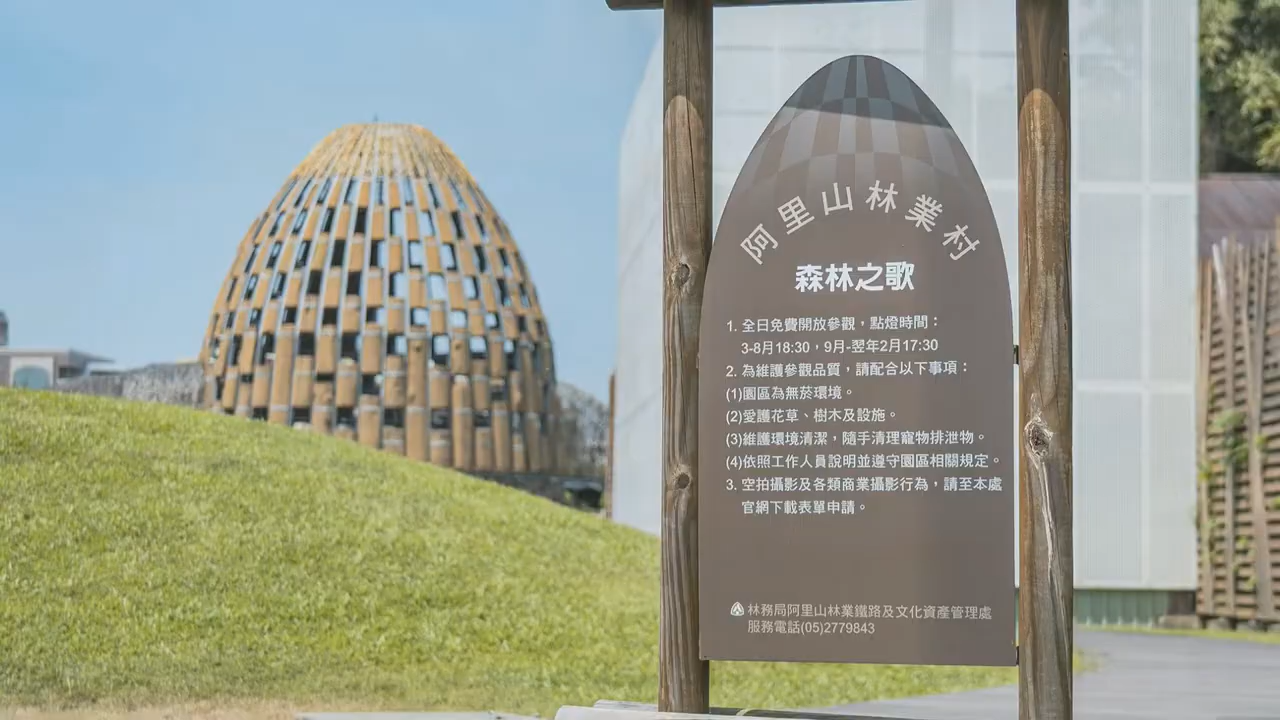 阿里山林業村
森林之歌
1. 全日免費開放參觀，點燈時間：
3-8月18:30，9月-翌年2月17:30
2. 為維護參觀品質，請配合以下事項：
(1)園區為無菸環境。
(2)愛護花草、樹木及設施。
(3)維護環境清潔，隨手清理寵物排泄物。
(4)依照工作人員說明並遵守園區相關規定。
3. 空拍攝影及各類商業攝影行為，請至本處
官網下載表單申請。
林務局阿里山林業鐵路及文化資產管理處
服務電話(05)2779843